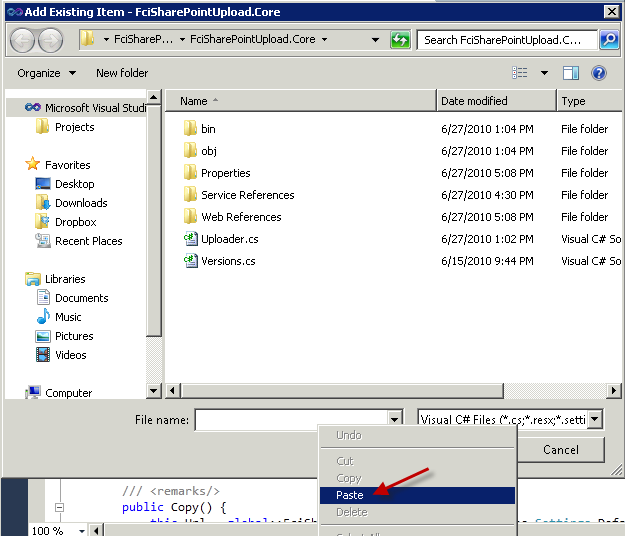 Add Existing Item - FciSharePointUpload.Core
FciShareP... FciSharePointUpload.Core
Search FciSharePointUpload.C...
Organize New folder
Microsoft Visual Studi
Projects
Favorites
Desktop
Downloads
Dropbox
Recent Places
Libraries
Documents
Music
Pictures
Videos
Computer
Name Date modified Type
bin 6/27/2010 1:04 PM File folder
obj 6/27/2010 1:04 PM File folder
Properties 6/27/2010 5:08 PM File folder
Service References 6/27/2010 4:30 PM File folder
Web References 6/27/2010 5:08 PM File folder
Uploader.cs 6/27/2010 1:02 PM Visual C# So
Versions.cs 6/15/2010 9:44 PM Visual C# So
File name:
Visual C# Files (*.cs;*.resx;*.setti
Cancel
Undo
Cut
Copy
Paste
Delete
/// <remarks/>
public Copy() {
100 %